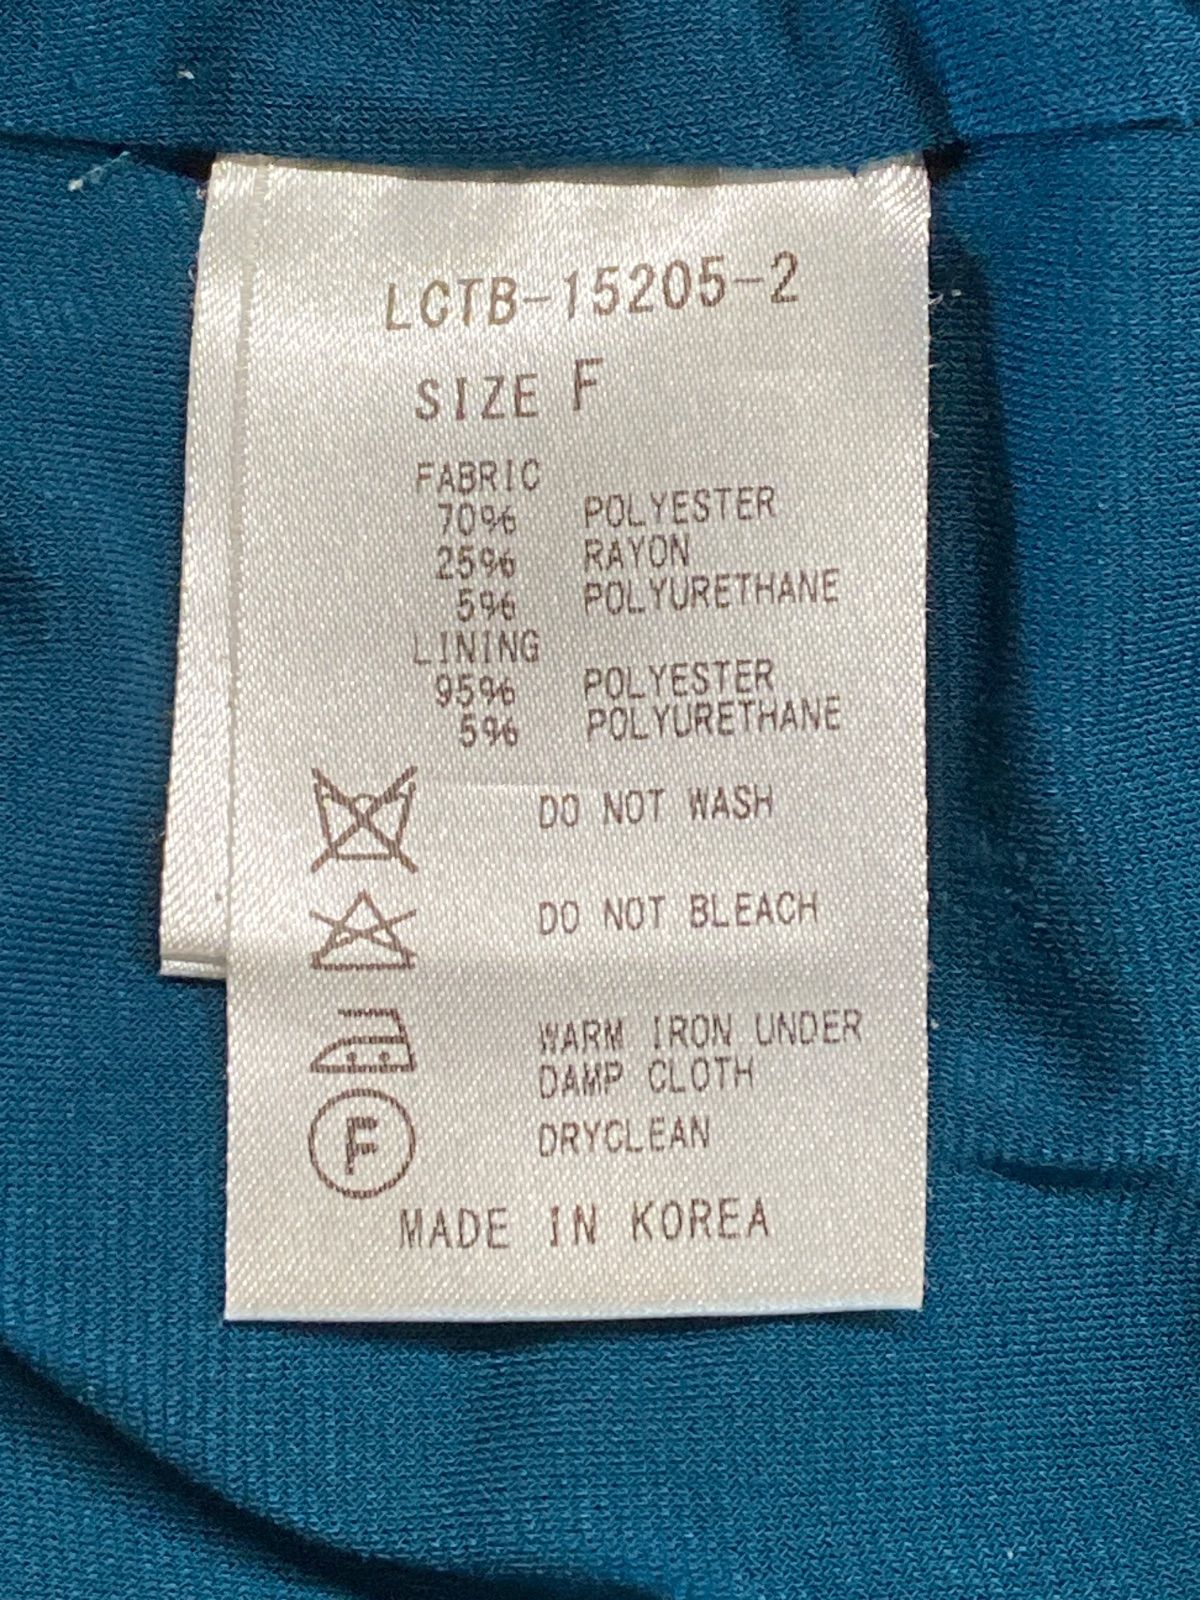 LCTB-15205-2
SIZE F
FABRIC
70% POLYESTER
25% RAYON
5% POLYURETHANE
LINING
95% POLYESTER
5% POLYURETHANE
DO NOT WASH
DO NOT BLEACH
WARM IRON UNDER
DAMP CLOTH
F DRYCLEAN
MADE IN KOREA